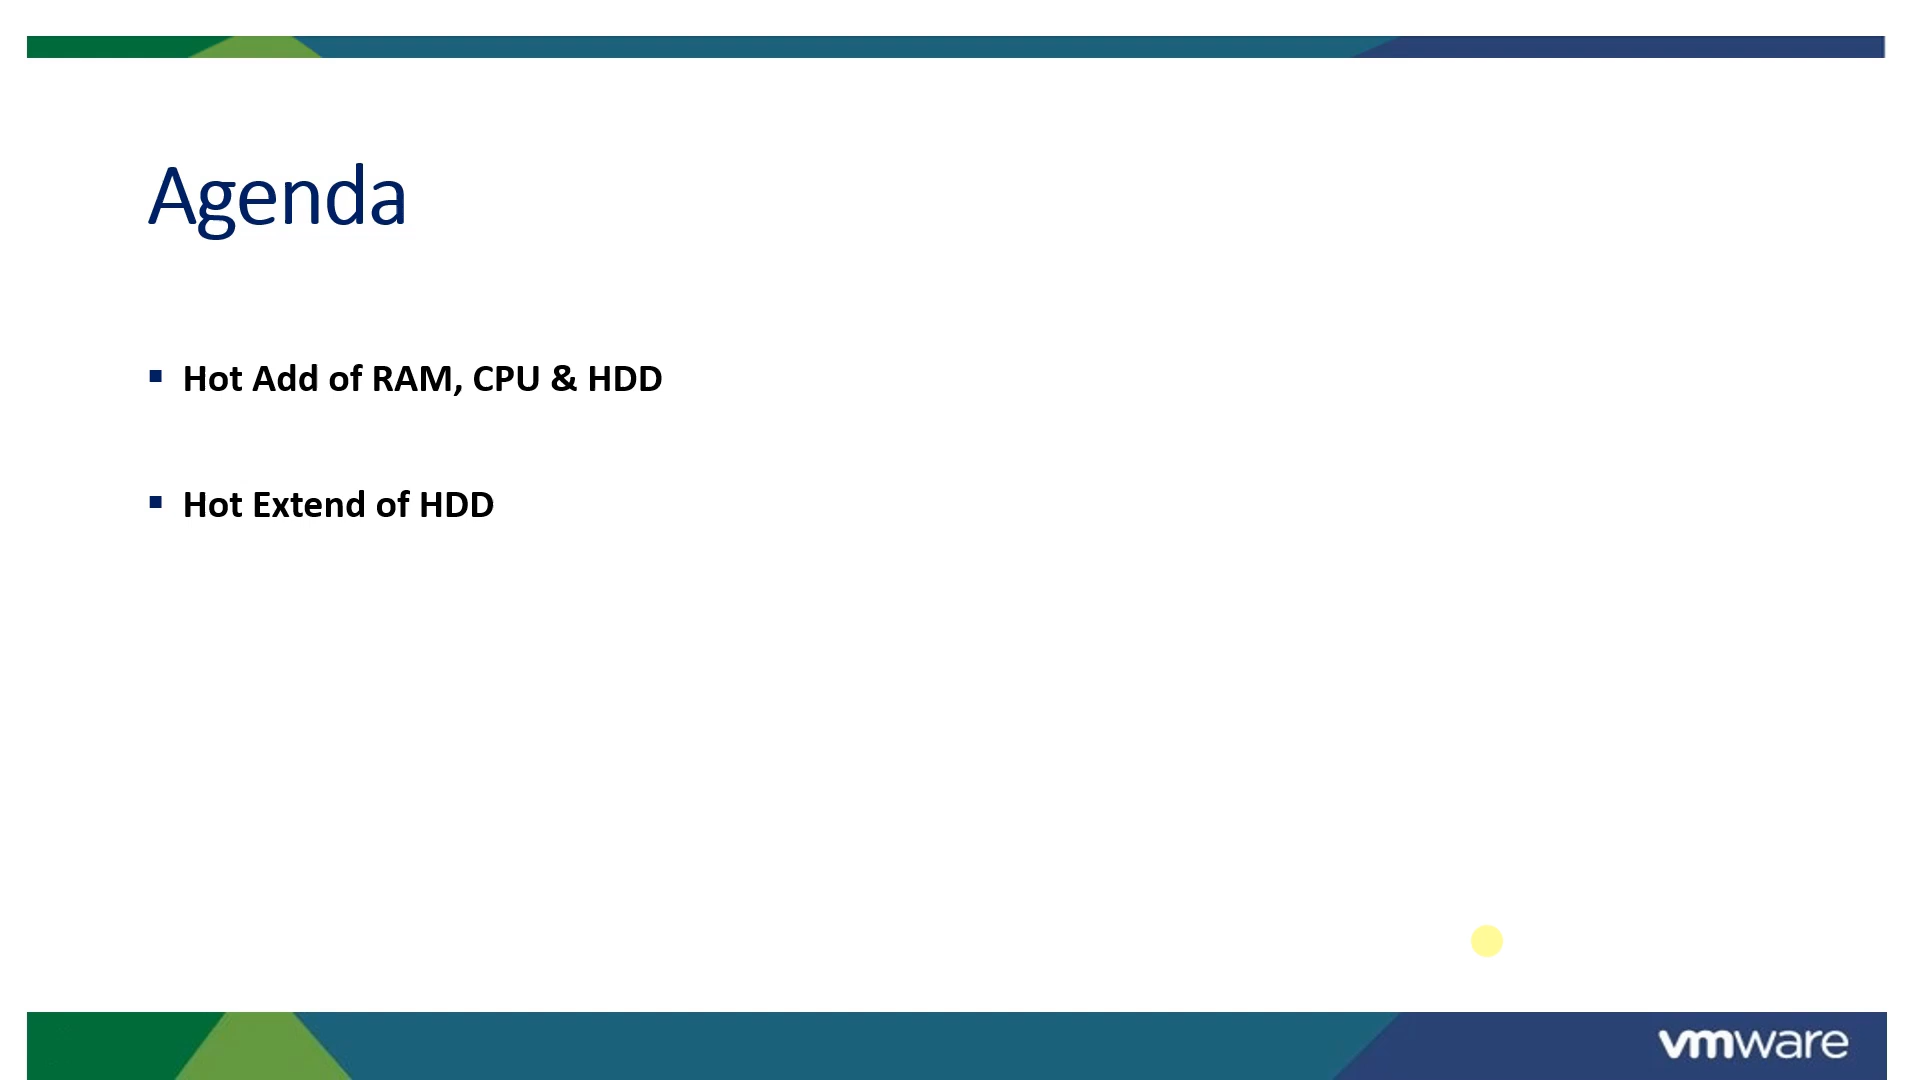 Agenda
Hot Add of RAM, CPU & HDD
Hot Extend of HDD
vmware